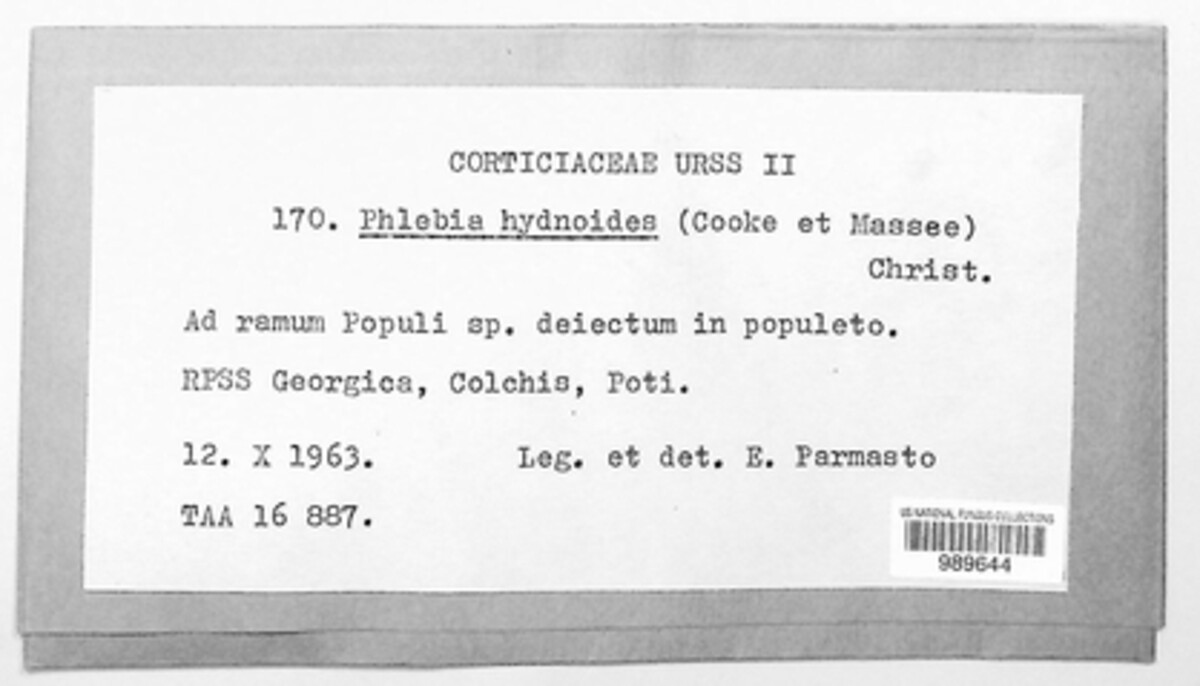 CORTICIACEAE URSS II
170. Phlebia hydnoides (Cooke et Massee)
Christ.
Ad ramum Populi sp. deiectum in populeto.
RPSS Georgica, Colchis, Poti.
12. X 1963. Leg. et det. E. Parmasto
TAA 16 887.
US NATIONAL FUNGUS COLLECTIONS
989644